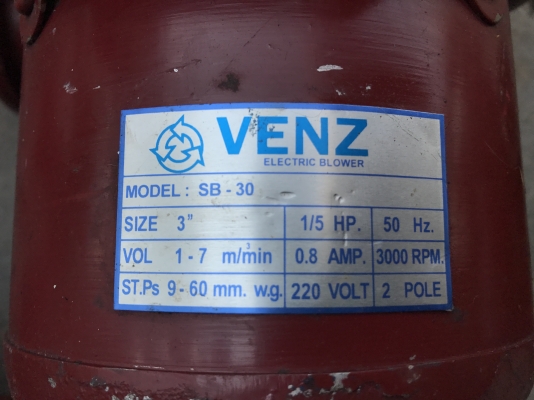 VENZ
ELECTRIC BLOWER
MODEL : SB - 30
SIZE 3" 1/5 HP. 50 Hz.
VOL 1 - 7 m³/min 0.8 AMP. 3000 RPM.
ST.Ps 9 - 60 mm. w.g. 220 VOLT 2 POLE